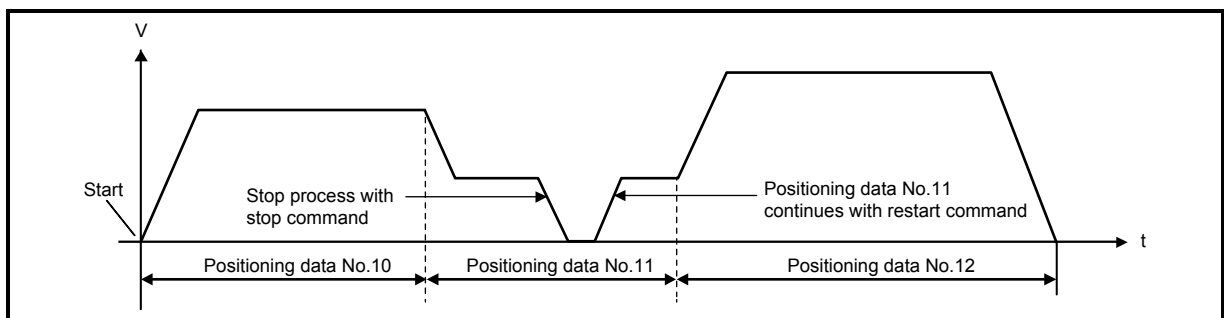 V
Start
Stop process with
stop command
Positioning data No.11
continues with restart command
t
Positioning data No.10
Positioning data No.11
Positioning data No.12